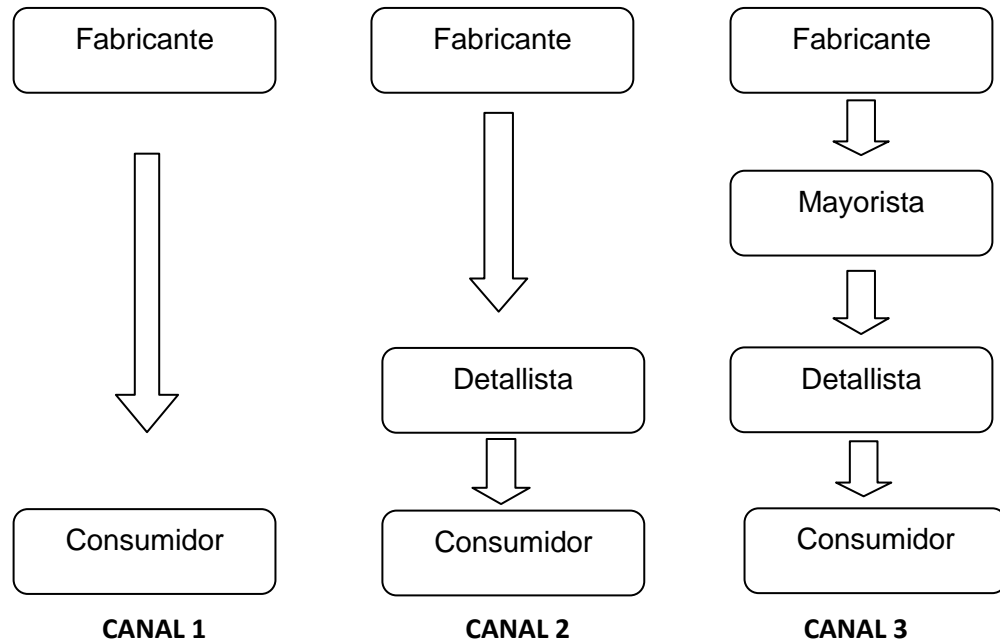 Fabricante
Fabricante
Fabricante
Mayorista
Detallista
Detallista
Consumidor
Consumidor
Consumidor
CANAL 1
CANAL 2
CANAL 3